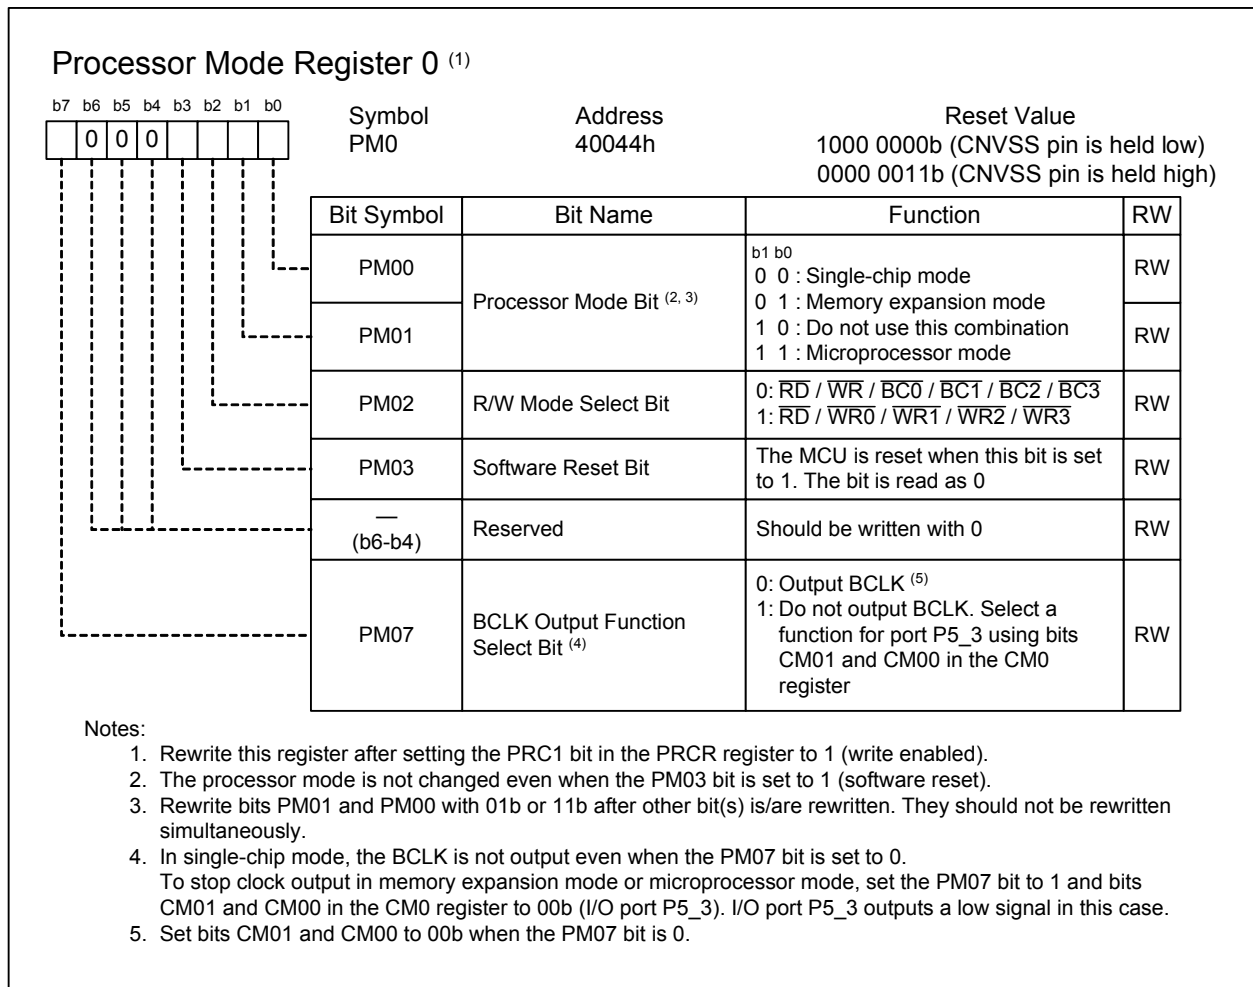 Processor Mode Register 0 (1)
b7 b6 b5 b4 b3 b2 b1 b0
0 0 0
Symbol Address Reset Value
PM0 40044h 1000 0000b (CNVSS pin is held low)
0000 0011b (CNVSS pin is held high)
Bit Symbol Bit Name Function RW
PM00 Processor Mode Bit (2, 3) b1 b0
0 0 : Single-chip mode RW
0 1 : Memory expansion mode
PM01 1 0 : Do not use this combination RW
1 1 : Microprocessor mode
PM02 R/W Mode Select Bit 0: R̅D̅ / W̅R̅ / B̅C̅0̅ / B̅C̅1̅ / B̅C̅2̅ / B̅C̅3̅ RW
1: R̅D̅ / W̅R̅0̅ / W̅R̅1̅ / W̅R̅2̅ / W̅R̅3̅
PM03 Software Reset Bit The MCU is reset when this bit is set RW
to 1. The bit is read as 0
—
(b6-b4) Reserved Should be written with 0 RW
0: Output BCLK (5)
1: Do not output BCLK. Select a
PM07 BCLK Output Function function for port P5_3 using bits RW
Select Bit (4) CM01 and CM00 in the CM0
register
Notes:
1. Rewrite this register after setting the PRC1 bit in the PRCR register to 1 (write enabled).
2. The processor mode is not changed even when the PM03 bit is set to 1 (software reset).
3. Rewrite bits PM01 and PM00 with 01b or 11b after other bit(s) is/are rewritten. They should not be rewritten
simultaneously.
4. In single-chip mode, the BCLK is not output even when the PM07 bit is set to 0.
To stop clock output in memory expansion mode or microprocessor mode, set the PM07 bit to 1 and bits
CM01 and CM00 in the CM0 register to 00b (I/O port P5_3). I/O port P5_3 outputs a low signal in this case.
5. Set bits CM01 and CM00 to 00b when the PM07 bit is 0.